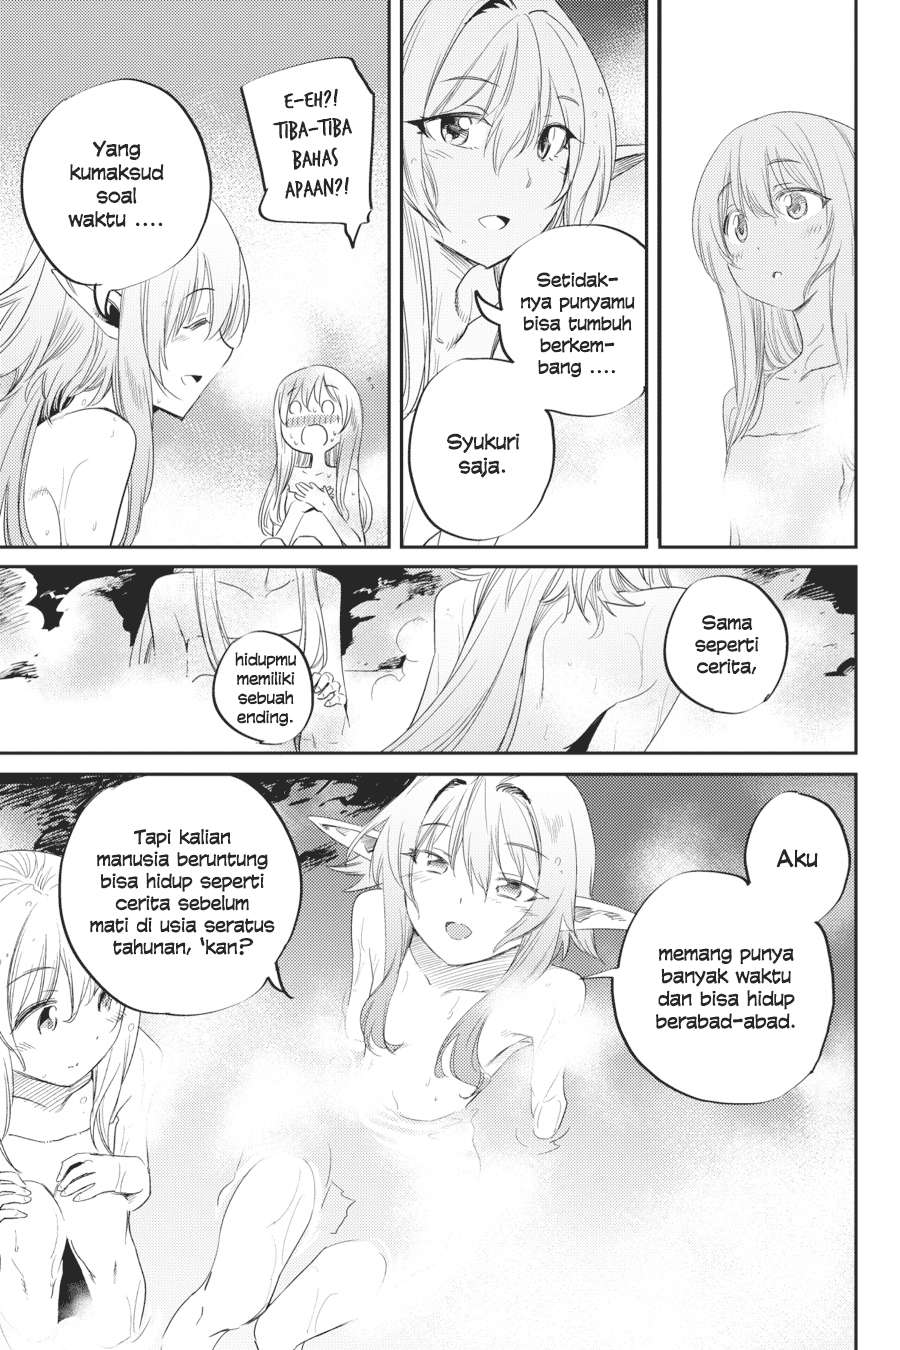 Setidak-
nya punyamu
bisa tumbuh
berkem-
bang ....
Syukuri
saja.
E-EH?!
TIBA-TIBA
BAHAS
APAAN?!
Yang
kumaksud
soal
waktu ....
Sama
seperti
cerita,
hidupmu
memiliki
sebuah
ending.
Aku
memang punya
banyak waktu
dan bisa hidup
berabad-abad.
Tapi kalian
manusia beruntung
bisa hidup seperti
cerita sebelum
mati di usia seratus
tahunan, 'kan?